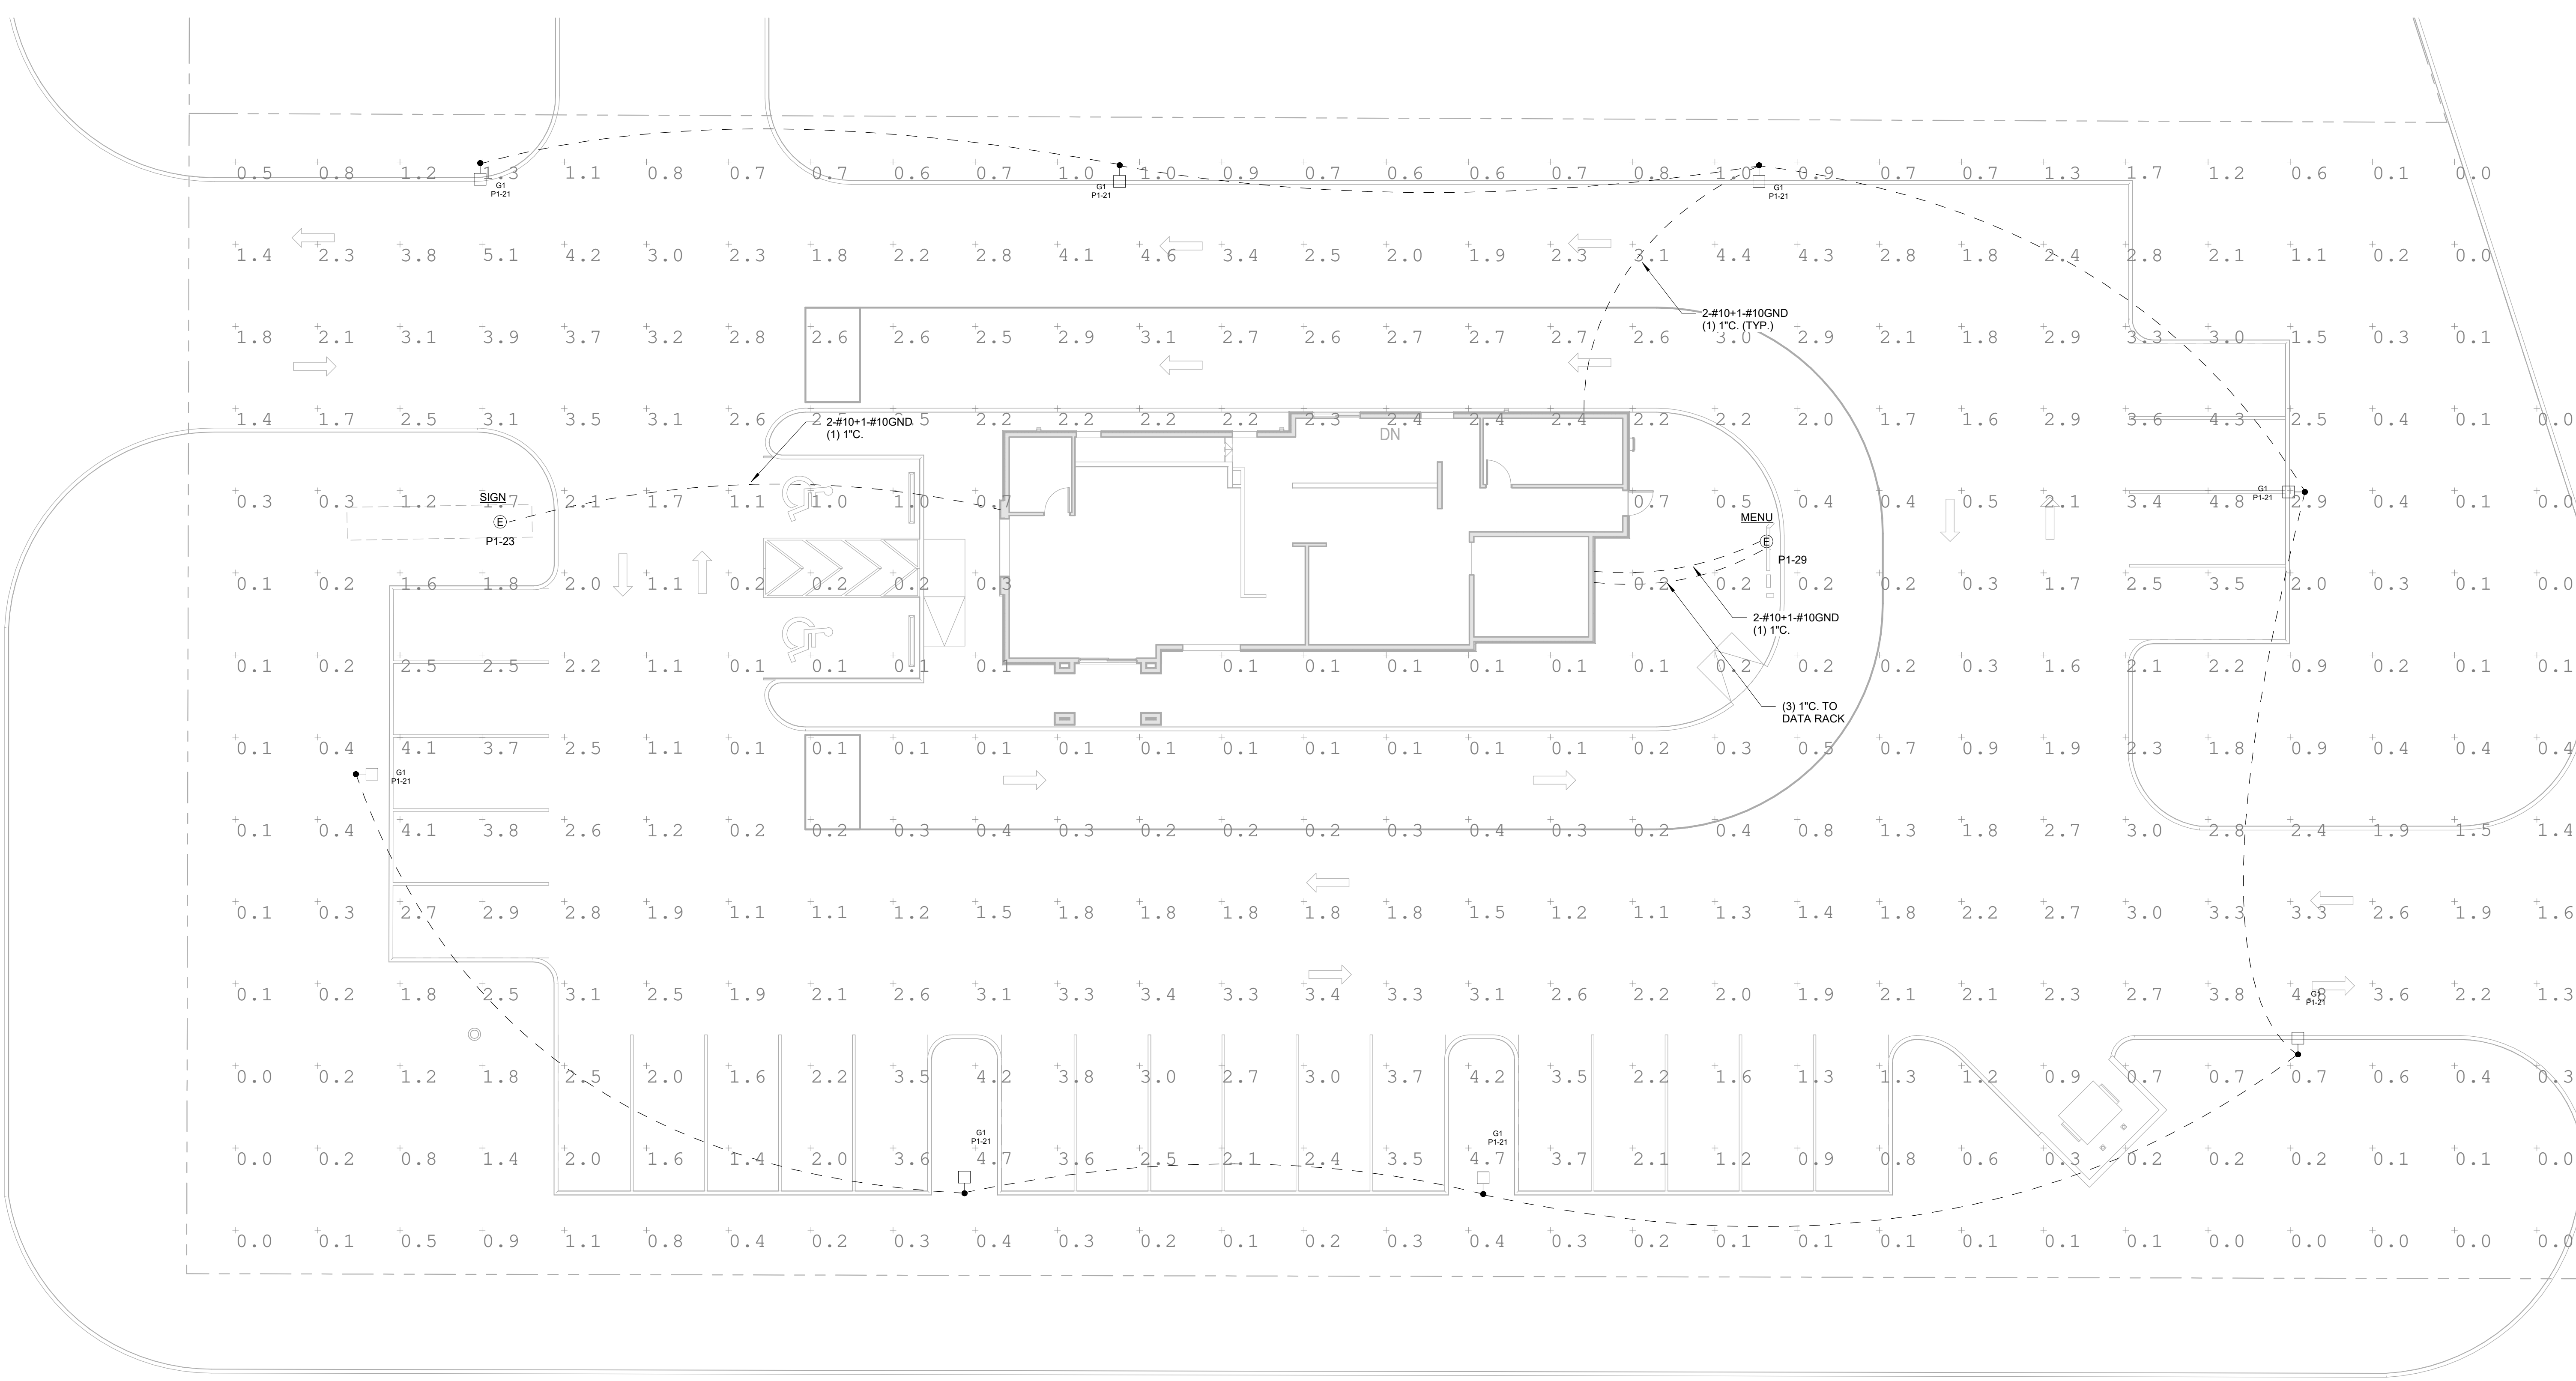 0.5 0.8 1.2 1.3 1.1 0.8 0.7 0.7 0.6 0.7 1.0 1.0 0.9 0.7 0.6 0.6 0.7 0.8 1.0 0.9 0.7 0.7 1.3 1.7 1.2 0.6 0.1 0.0
G1
P1-21
G1
P1-21
G1
P1-21
1.4 2.3 3.8 5.1 4.2 3.0 2.3 1.8 2.2 2.8 4.1 4.6 3.4 2.5 2.0 1.9 2.3 3.1 4.4 4.3 2.8 1.8 2.4 2.8 2.1 1.1 0.2 0.0
2-#10+1-#10GND
(1) 1"C. (TYP.)
1.8 2.1 3.1 3.9 3.7 3.2 2.8 2.6 2.6 2.5 2.9 3.1 2.7 2.6 2.7 2.7 2.7 2.6 3.0 2.9 2.1 1.8 2.9 3.3 3.0 1.5 0.3 0.1
1.4 1.7 2.5 3.1 3.5 3.1 2.6 2.2 2.2 2.2 2.2 2.3 2.4 2.4 2.4 2.2 2.2 2.0 1.7 1.6 2.9 3.6 4.3 2.5 0.4 0.1 0.0
2-#10+1-#10GND
(1) 1"C.
DN
SIGN
0.3 0.3 1.2 1.7 2.1 1.7 1.1 1.0 1.0 0.7 0.7 0.5 0.4 0.4 0.5 2.1 3.4 4.8 2.9 0.4 0.1 0.0
G1
P1-21
MENU
E
P1-23
E
P1-29
0.1 0.2 1.6 1.8 2.0 1.1 0.2 0.2 0.2 0.3 0.2 0.2 0.2 0.2 0.3 1.7 2.5 3.5 2.0 0.3 0.1 0.0
2-#10+1-#10GND
(1) 1"C.
0.1 0.2 2.5 2.5 2.2 1.1 0.1 0.1 0.1 0.1 0.1 0.1 0.1 0.1 0.1 0.1 0.2 0.2 0.2 0.3 1.6 2.1 2.2 0.9 0.2 0.1 0.1
(3) 1"C. TO
DATA RACK
0.1 0.4 4.1 3.7 2.5 1.1 0.1 0.1 0.1 0.1 0.1 0.1 0.1 0.1 0.1 0.1 0.1 0.2 0.3 0.5 0.7 0.9 1.9 2.3 1.8 0.9 0.4 0.4 0.4
G1
P1-21
0.1 0.4 4.1 3.8 2.6 1.2 0.2 0.2 0.3 0.4 0.3 0.2 0.2 0.2 0.3 0.4 0.3 0.2 0.4 0.8 1.3 1.8 2.7 3.0 2.8 2.4 1.9 1.5 1.4
0.1 0.3 2.7 2.9 2.8 1.9 1.1 1.1 1.2 1.5 1.8 1.8 1.8 1.8 1.8 1.5 1.2 1.1 1.3 1.4 1.8 2.2 2.7 3.0 3.3 3.3 2.6 1.9 1.6
0.1 0.2 1.8 2.5 3.1 2.5 1.9 2.1 2.6 3.1 3.3 3.4 3.3 3.4 3.3 3.1 2.6 2.2 2.0 1.9 2.1 2.1 2.3 2.7 3.8 3.6 2.2 1.3
G1
P1-21
0.0 0.2 1.2 1.8 2.5 2.0 1.6 2.2 3.5 4.2 3.8 3.0 2.7 3.0 3.7 4.2 3.5 2.2 1.6 1.3 1.3 1.2 0.9 0.7 0.7 0.7 0.6 0.4 0.3
G1
P1-21
G1
P1-21
0.0 0.2 0.8 1.4 2.0 1.6 1.4 2.0 3.6 4.7 3.6 2.5 2.1 2.4 3.5 4.7 3.7 2.1 1.2 0.9 0.8 0.6 0.3 0.2 0.2 0.2 0.1 0.1 0.0
0.0 0.1 0.5 0.9 1.1 0.8 0.4 0.2 0.3 0.4 0.3 0.2 0.1 0.2 0.3 0.4 0.3 0.2 0.1 0.1 0.1 0.1 0.1 0.1 0.0 0.0 0.0 0.0 0.0